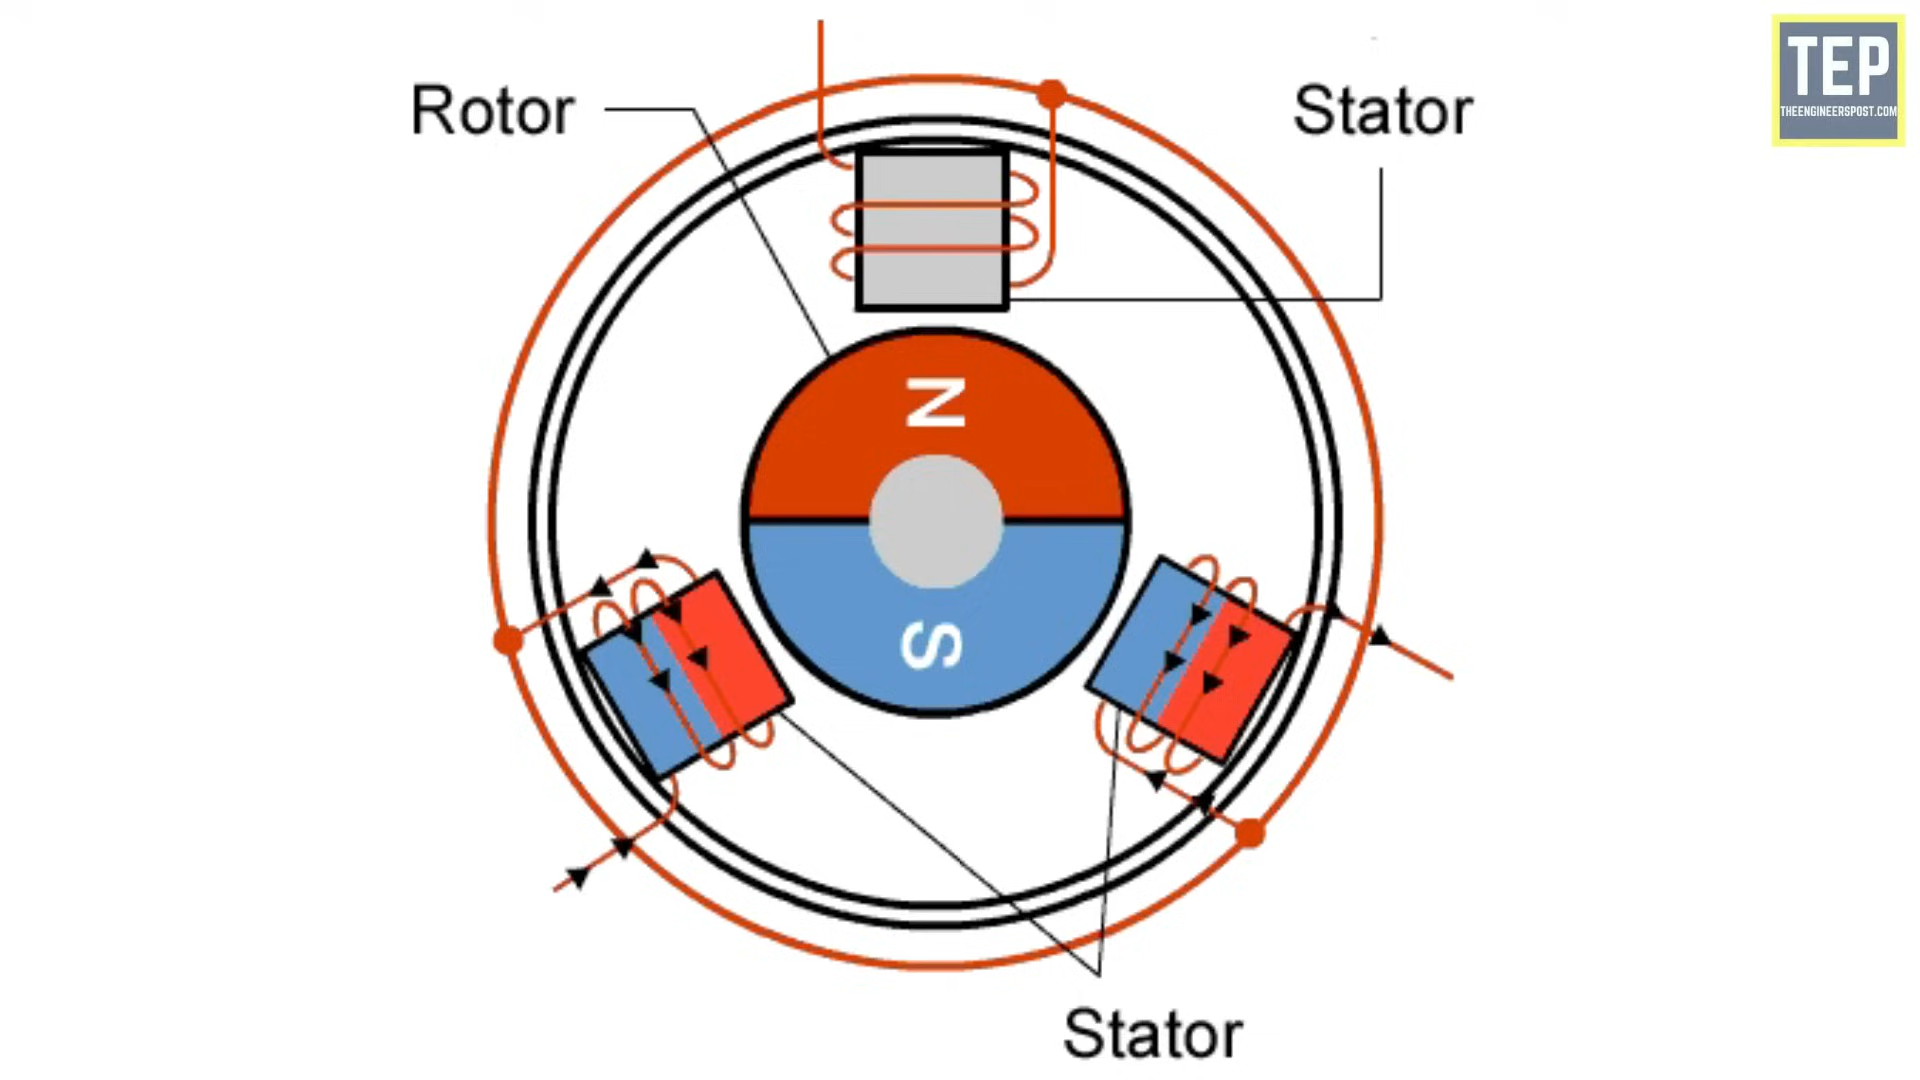 TEP
THEENGINEERSPOST.COM
Rotor
Stator
N
S
Stator